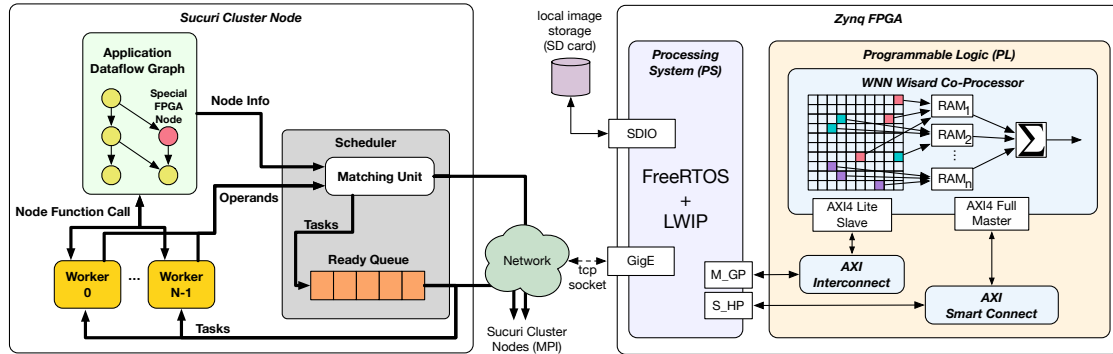 Sucuri Cluster Node
Application
Dataflow Graph
Special
FPGA
Node
Node Info
Scheduler
Matching Unit
Operands
Node Function Call
Tasks
Ready Queue
Worker
0
...
Worker
N-1
Tasks
Network
Sucuri Cluster
Nodes (MPI)
tcp
socket
local image
storage
(SD card)
Zynq FPGA
Processing
System (PS)
SDIO
FreeRTOS
+
LWIP
GigE
M_GP
S_HP
Programmable Logic (PL)
WNN Wisard Co-Processor
RAM1
RAM2
...
RAMn
Σ
AXI4 Lite
Slave
AXI4 Full
Master
AXI
Interconnect
AXI
Smart Connect